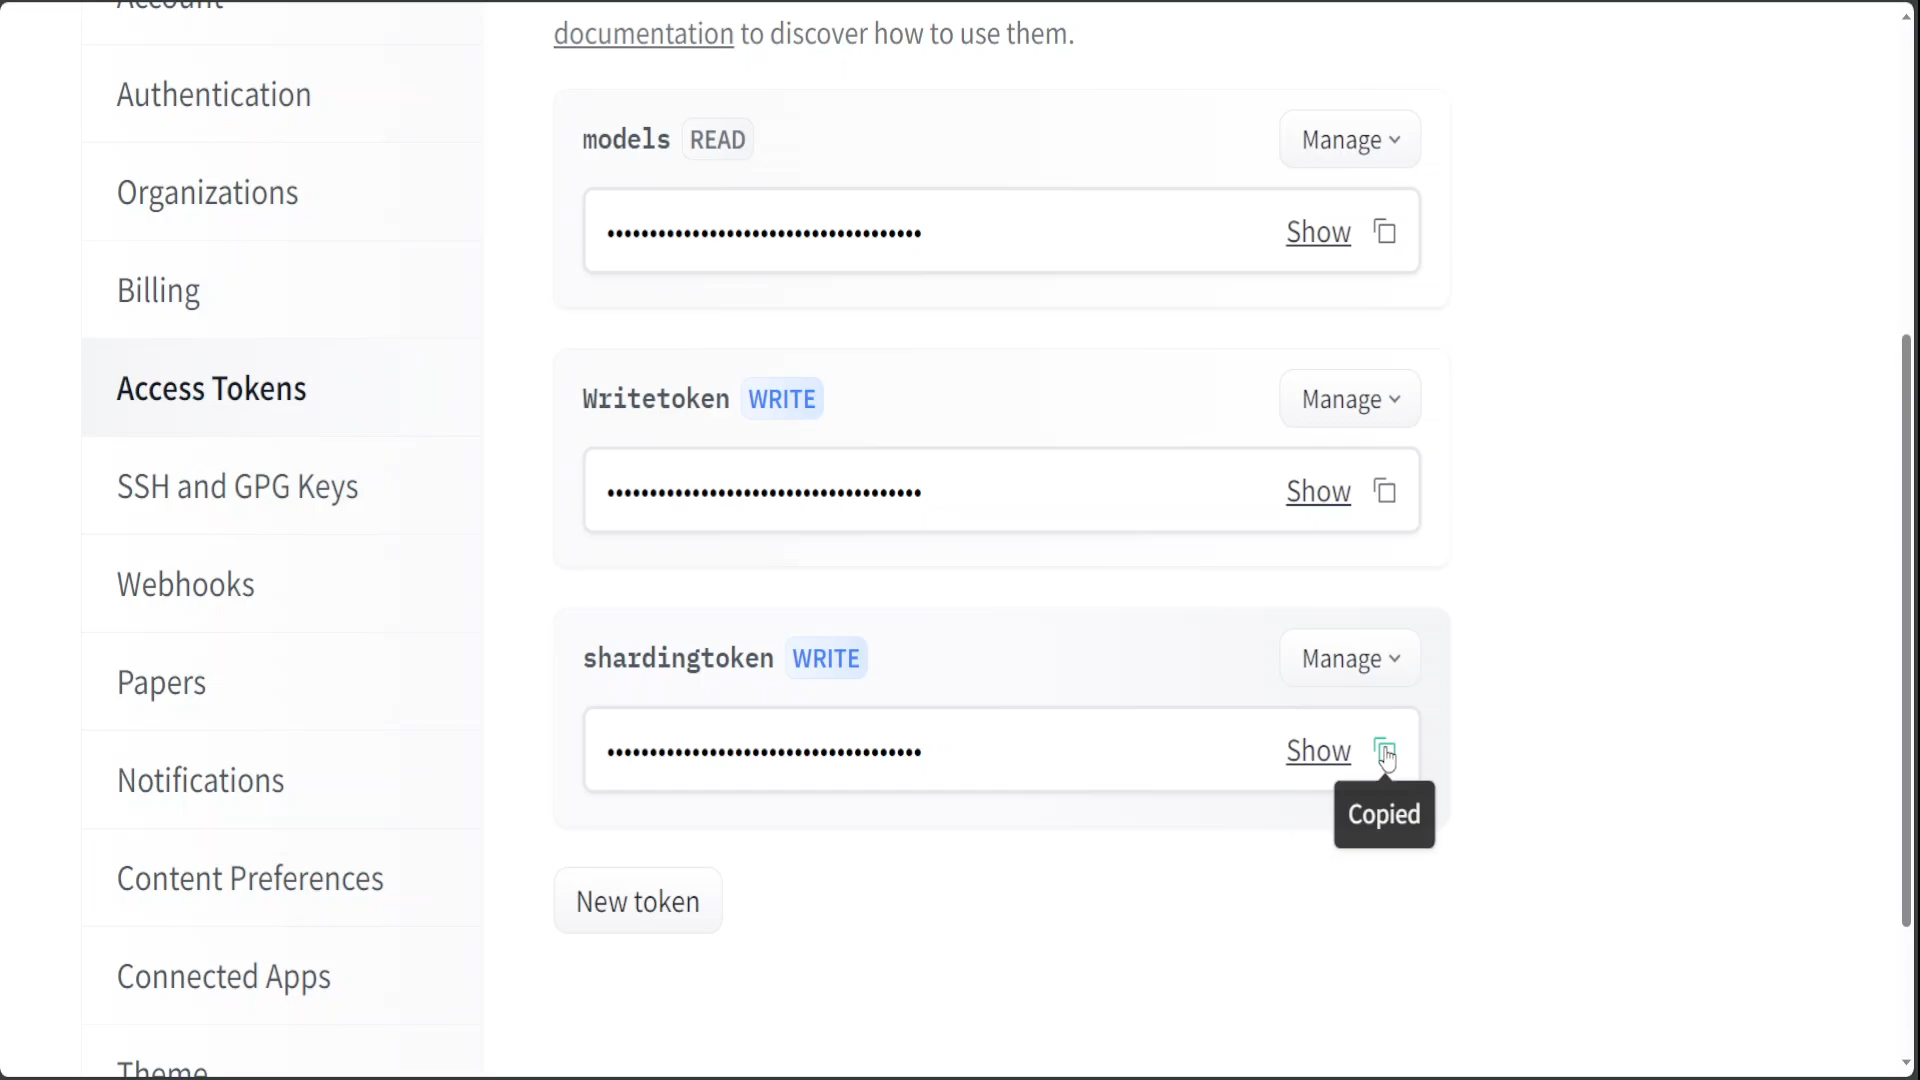 Account
documentation to discover how to use them.
Authentication
Organizations
Billing
Access Tokens
SSH and GPG Keys
Webhooks
Papers
Notifications
Content Preferences
Connected Apps
Theme
models READ
Manage
••••••••••••••••••••••••••••••••••••• Show
Writetoken WRITE
Manage
••••••••••••••••••••••••••••••••••••• Show
shardingtoken WRITE
Manage
••••••••••••••••••••••••••••••••••••• Show
Copied
New token